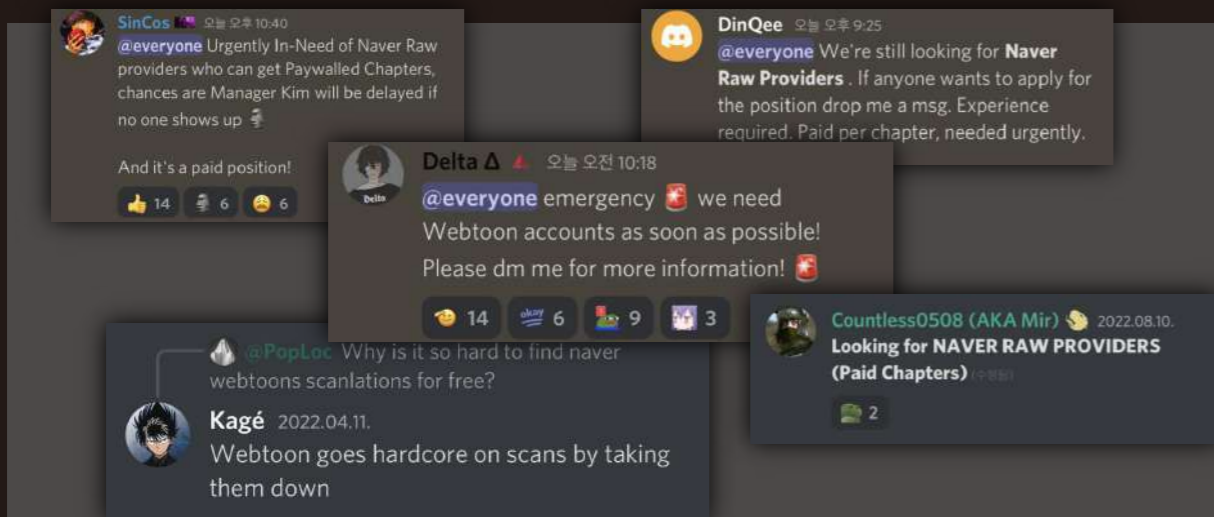 SinCos 오늘 오후 10:40
@everyone Urgently In-Need of Naver Raw
providers who can get Paywalled Chapters,
chances are Manager Kim will be delayed if
no one shows up
And it's a paid position!
14 6 6
DinQee 오늘 오후 9:25
@everyone We're still looking for Naver
Raw Providers . If anyone wants to apply for
the position drop me a msg. Experience
required. Paid per chapter, needed urgently.
Delta Δ 오늘 오전 10:18
Delta
@everyone emergency 🚨 we need
Webtoon accounts as soon as possible!
Please dm me for more information! 🚨
14 okay 6 9 3
@PopLoc Why is it so hard to find naver
webtoons scanlations for free?
Kagé 2022.04.11.
Webtoon goes hardcore on scans by taking
them down
Countless0508 (AKA Mir) 2022.08.10.
Looking for NAVER RAW PROVIDERS
(Paid Chapters) (수정됨)
2